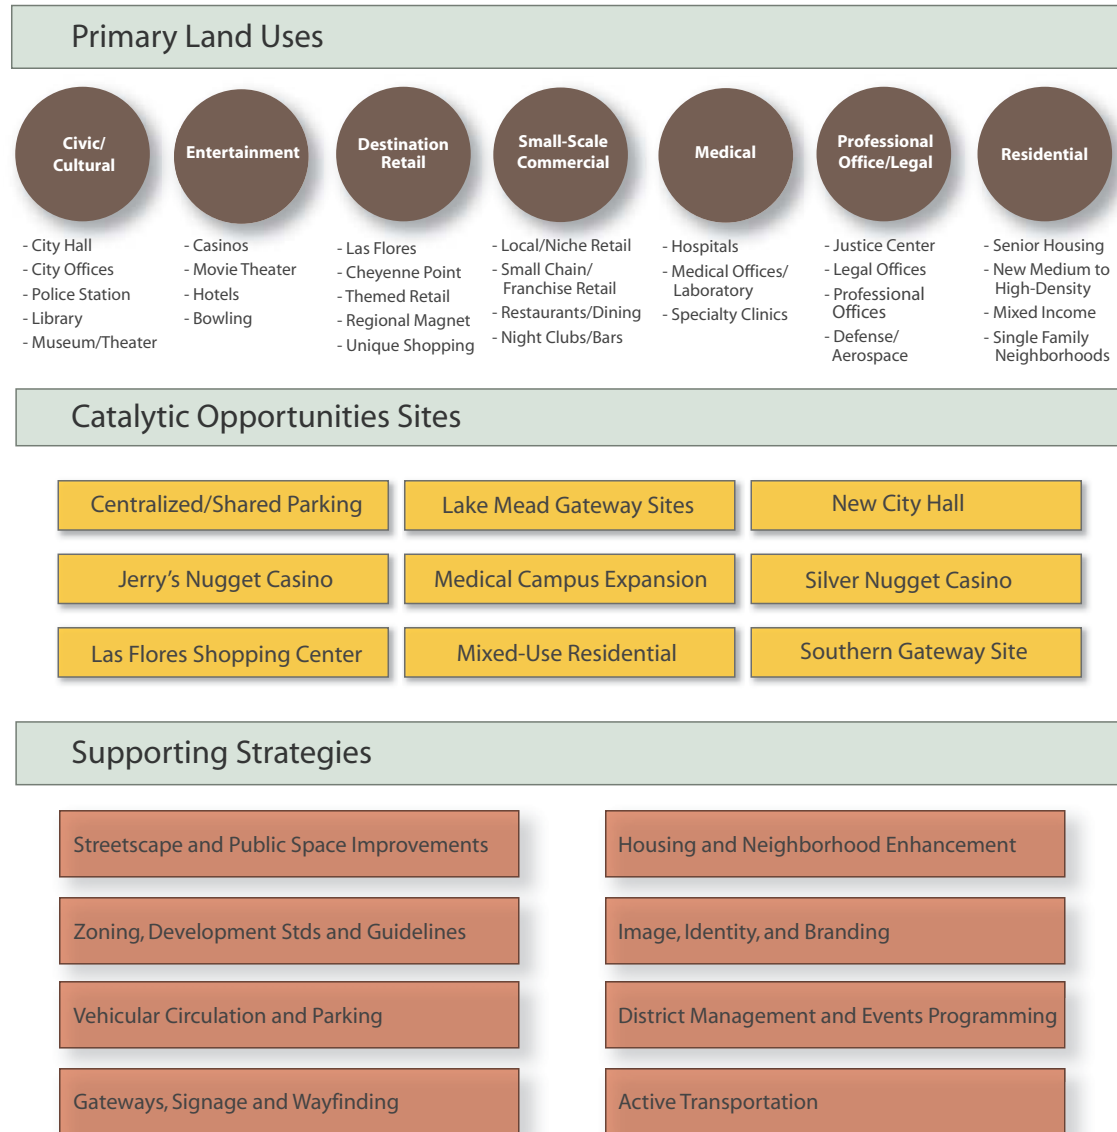 Primary Land Uses
Civic/
Cultural
- City Hall
- City Offices
- Police Station
- Library
- Museum/Theater
Entertainment
- Casinos
- Movie Theater
- Hotels
- Bowling
Destination
Retail
- Las Flores
- Cheyenne Point
- Themed Retail
- Regional Magnet
- Unique Shopping
Small-Scale
Commercial
- Local/Niche Retail
- Small Chain/
Franchise Retail
- Restaurants/Dining
- Night Clubs/Bars
Medical
- Hospitals
- Medical Offices/
Laboratory
- Specialty Clinics
Professional
Office/Legal
- Justice Center
- Legal Offices
- Professional
Offices
- Defense/
Aerospace
Residential
- Senior Housing
- New Medium to
High-Density
- Mixed Income
- Single Family
Neighborhoods
Catalytic Opportunities Sites
Centralized/Shared Parking
Lake Mead Gateway Sites
New City Hall
Jerry's Nugget Casino
Medical Campus Expansion
Silver Nugget Casino
Las Flores Shopping Center
Mixed-Use Residential
Southern Gateway Site
Supporting Strategies
Streetscape and Public Space Improvements
Housing and Neighborhood Enhancement
Zoning, Development Stds and Guidelines
Image, Identity, and Branding
Vehicular Circulation and Parking
District Management and Events Programming
Gateways, Signage and Wayfinding
Active Transportation